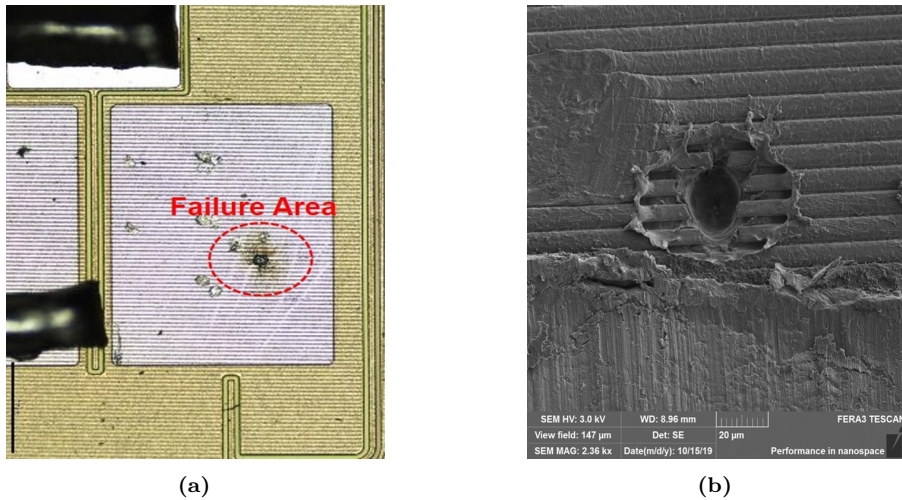 Failure Area
SEM HV: 3.0 kV
WD: 8.96 mm
FERA3 TESCAN
View field: 147 µm
Det: SE
20 µm
SEM MAG: 2.36 kx
Date(m/d/y): 10/15/19
Performance in nanospace
(a)
(b)